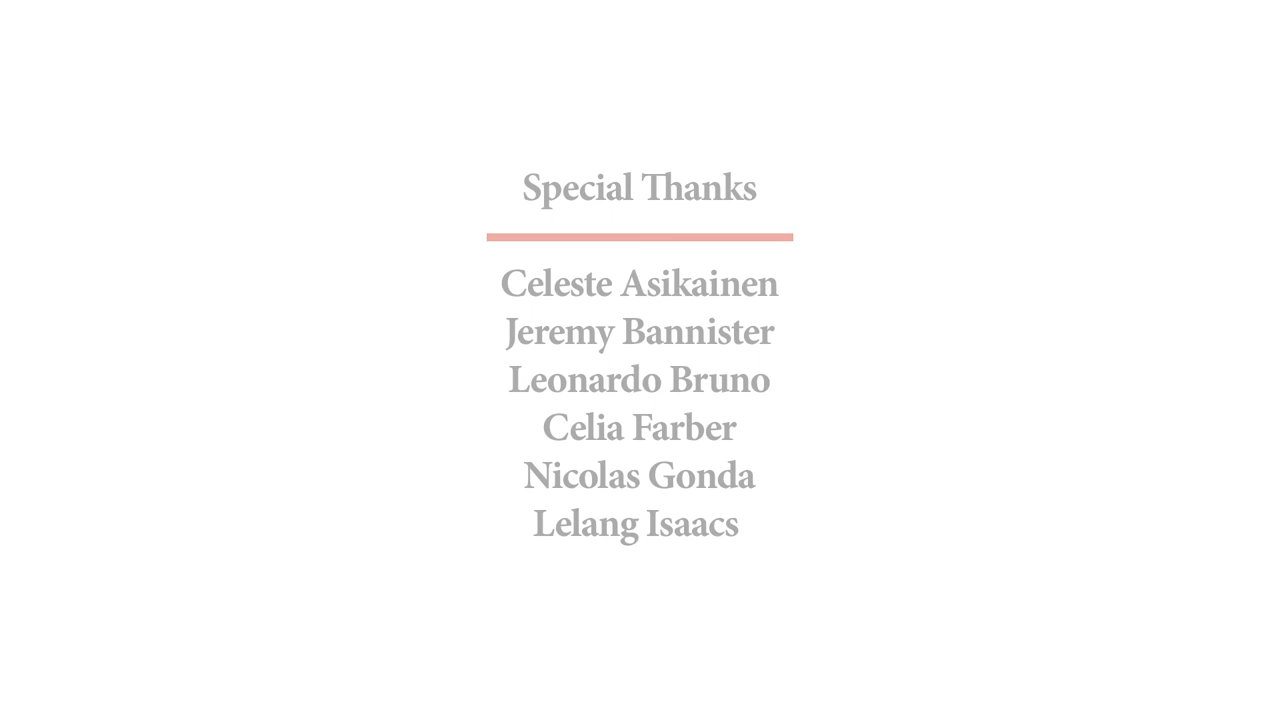 Special Thanks
Celeste Asikainen
Jeremy Bannister
Leonardo Bruno
Celia Farber
Nicolas Gonda
Lelang Isaacs